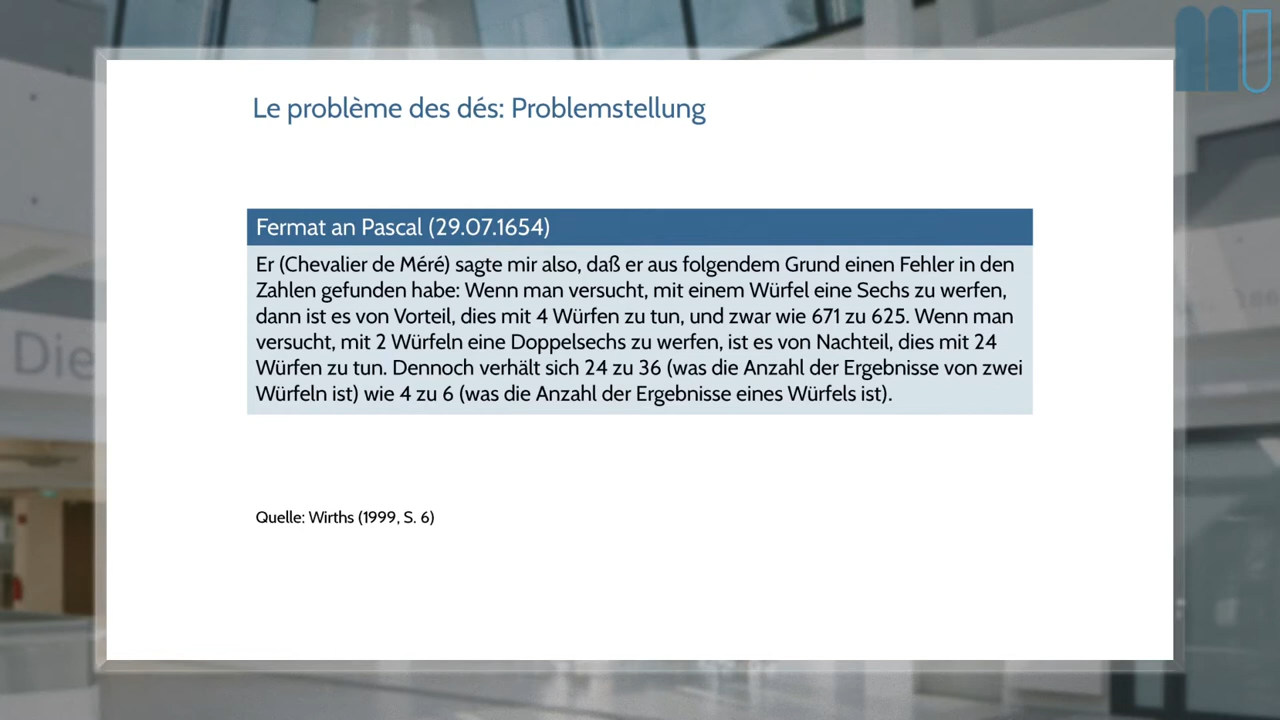 Le problème des dés: Problemstellung
Fermat an Pascal (29.07.1654)
Er (Chevalier de Méré) sagte mir also, daß er aus folgendem Grund einen Fehler in den
Zahlen gefunden habe: Wenn man versucht, mit einem Würfel eine Sechs zu werfen,
dann ist es von Vorteil, dies mit 4 Würfen zu tun, und zwar wie 671 zu 625. Wenn man
versucht, mit 2 Würfeln eine Doppelsechs zu werfen, ist es von Nachteil, dies mit 24
Würfen zu tun. Dennoch verhält sich 24 zu 36 (was die Anzahl der Ergebnisse von zwei
Würfeln ist) wie 4 zu 6 (was die Anzahl der Ergebnisse eines Würfels ist).
Die
Quelle: Wirths (1999, S. 6)